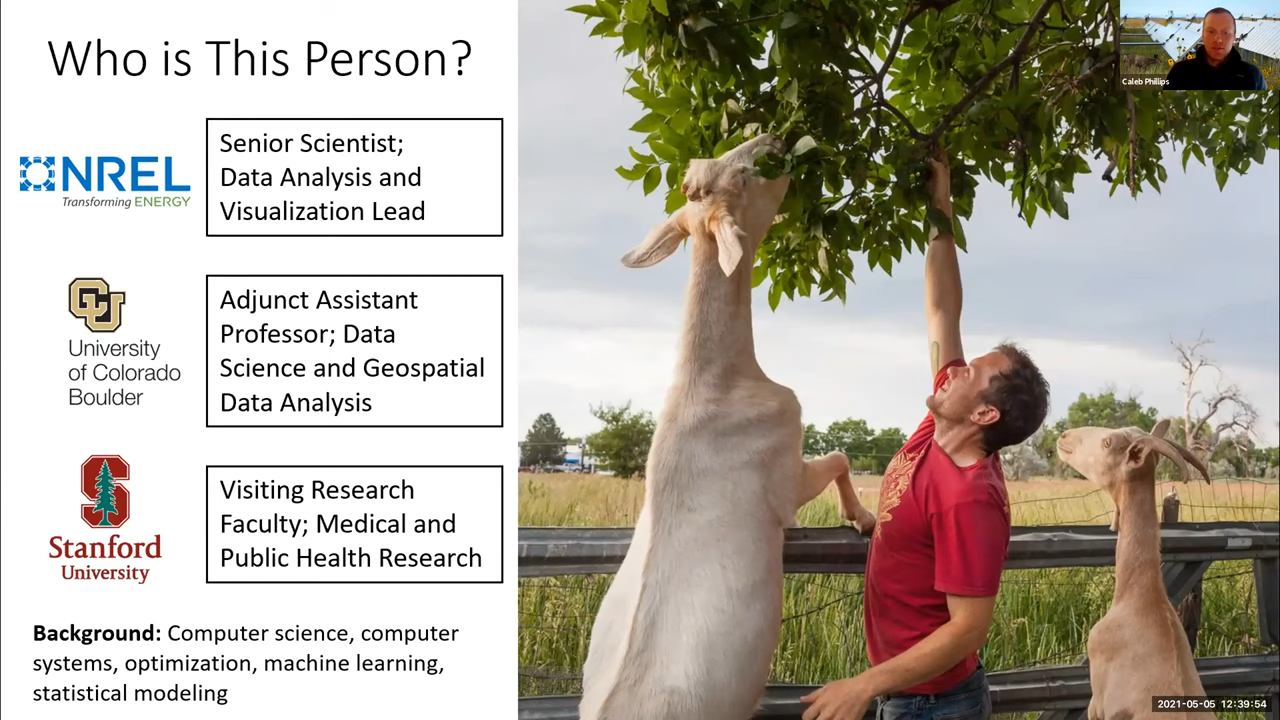 Who is This Person?
NREL
Transforming ENERGY
Senior Scientist;
Data Analysis and
Visualization Lead
CU
University
of Colorado
Boulder
Adjunct Assistant
Professor; Data
Science and Geospatial
Data Analysis
S
Stanford
University
Visiting Research
Faculty; Medical and
Public Health Research
Background: Computer science, computer
systems, optimization, machine learning,
statistical modeling
Caleb Phillips
2021-05-05 12:39:54